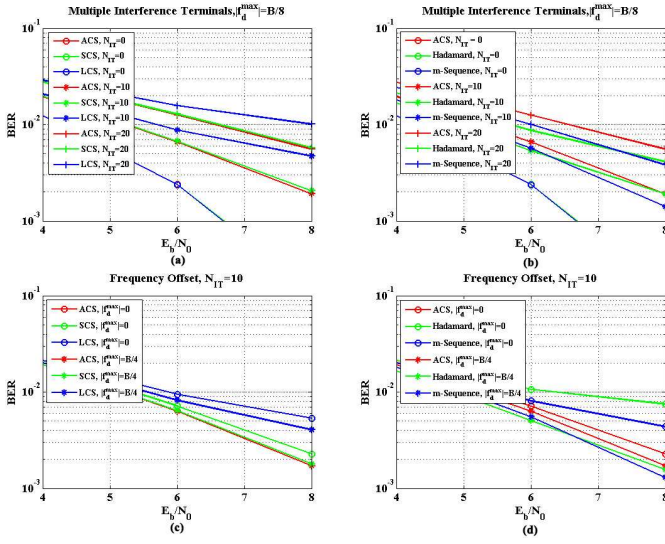 Multiple Interference Terminals,|f_d^max|=B/8
10^-1
10^-2
10^-3
BER
ACS, N_IT=0
SCS, N_IT=0
LCS, N_IT=0
ACS, N_IT=10
SCS, N_IT=10
LCS, N_IT=10
ACS, N_IT=20
SCS, N_IT=20
LCS, N_IT=20
4 5 6 7 8
E_b/N_0
(a)
Multiple Interference Terminals,|f_d^max|=B/8
10^-1
10^-2
10^-3
BER
ACS, N_IT = 0
Hadamard, N_IT=0
m-Sequence, N_IT=0
ACS, N_IT=10
Hadamard, N_IT=10
m-Sequence, N_IT=10
ACS, N_IT=20
Hadamard, N_IT=20
m-Sequence, N_IT=20
4 5 6 7 8
E_b/N_0
(b)
Frequency Offset, N_IT=10
10^-1
10^-2
10^-3
BER
ACS, |f_d^max|=0
SCS, |f_d^max|=0
LCS, |f_d^max|=0
ACS, |f_d^max|=B/4
SCS, |f_d^max|=B/4
LCS, |f_d^max|=B/4
4 5 6 7 8
E_b/N_0
(c)
Frequency Offset, N_IT=10
10^-1
10^-2
10^-3
BER
ACS, |f_d^max|=0
Hadamard, |f_d^max|=0
m-Sequence, |f_d^max|=0
ACS, |f_d^max|=B/4
Hadamard, |f_d^max|=B/4
m-Sequence, |f_d^max|=B/4
4 5 6 7 8
E_b/N_0
(d)